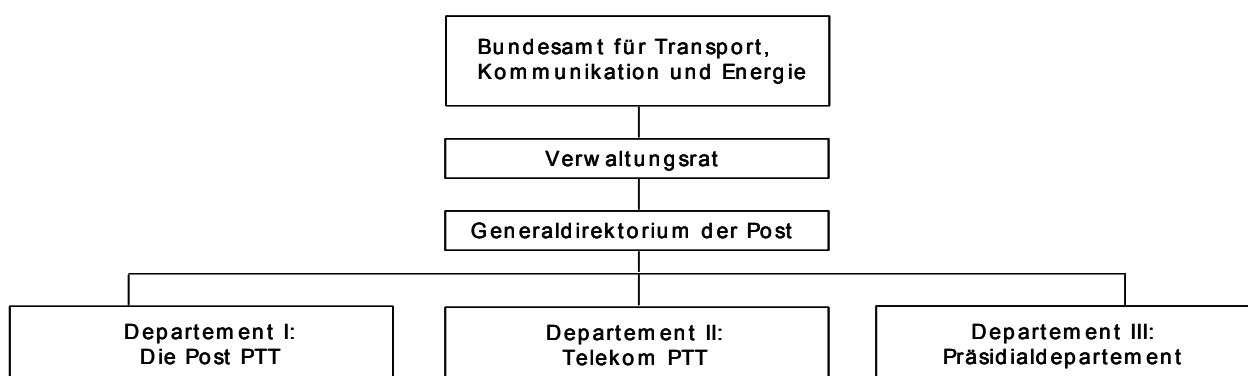 Bundesamt für Transport,
Kommunikation und Energie
Verwaltungsrat
Generaldirektorium der Post
Departement I:
Die Post PTT
Departement II:
Telekom PTT
Departement III:
Präsidialdepartement